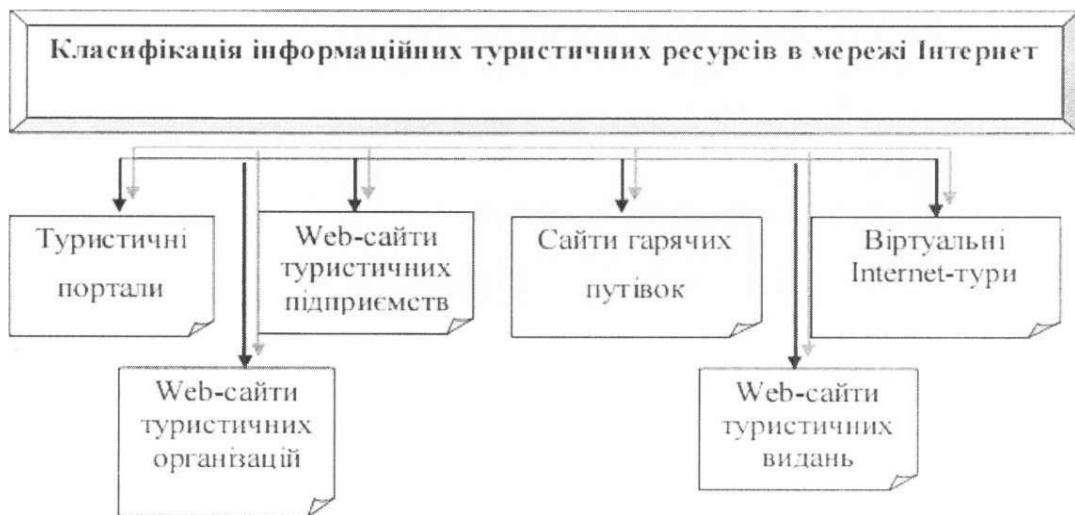 Класифікація інформаційних туристичних ресурсів в мережі Інтернет
Туристичні
портали
Web-сайти
туристичних
підприємств
Сайти гарячих
путівок
Віртуальні
Internet-тури
Web-сайти
туристичних
організацій
Web-сайти
туристичних
видань